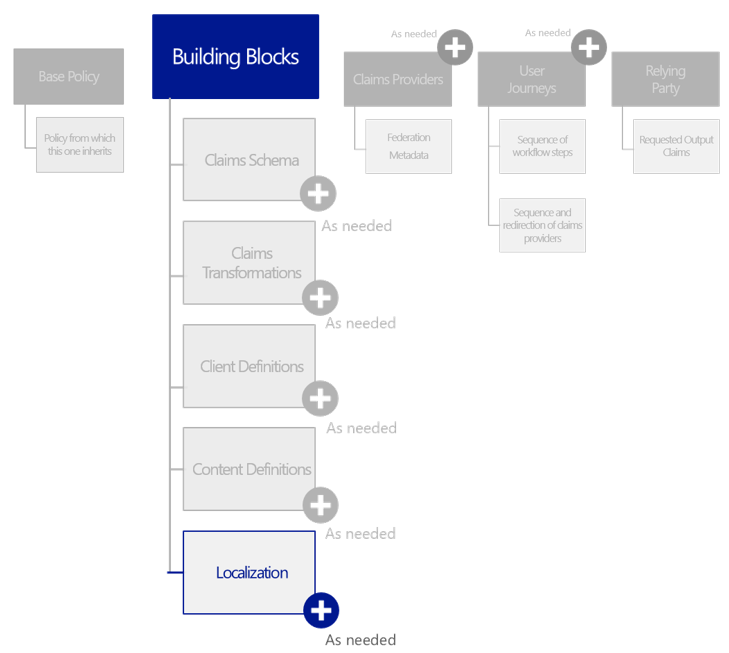 Base Policy
Policy from which
this one inherits
Building Blocks
Claims Schema
As needed
Claims
Transformations
As needed
Client Definitions
As needed
Content Definitions
As needed
Localization
As needed
As needed
Claims Providers
Federation
Metadata
As needed
User
Journeys
Sequence of
workflow steps
Sequence and
redirection of claims
providers
Relying
Party
Requested Output
Claims